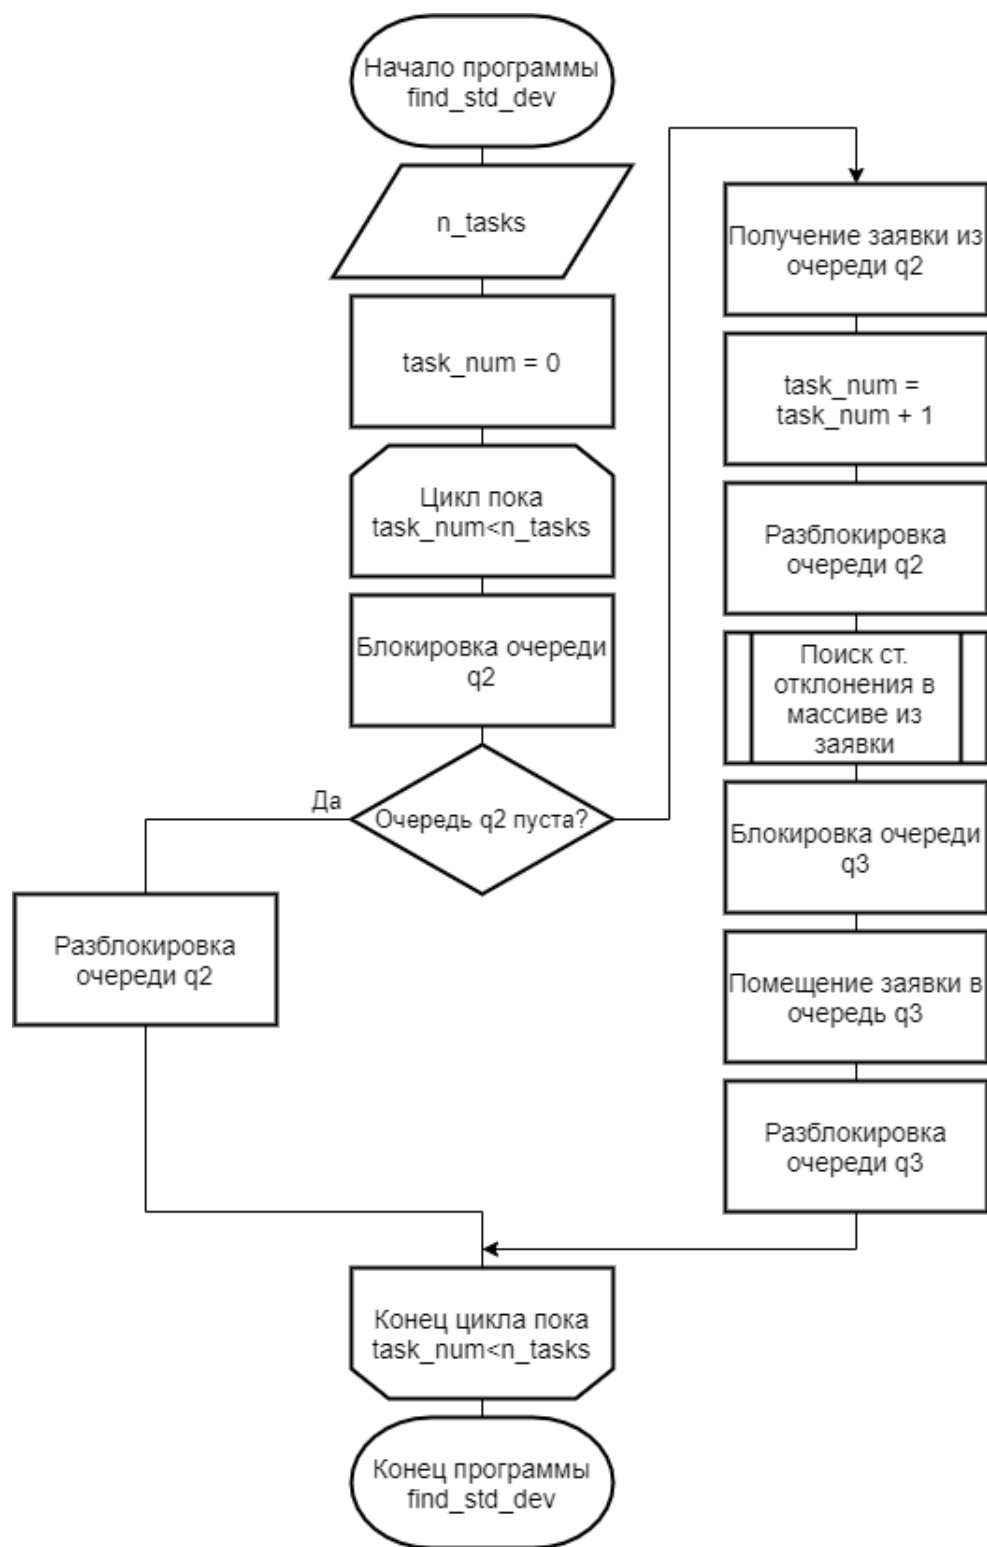 Начало программы
find_std_dev
n_tasks
task_num = 0
Цикл пока
task_num<n_tasks
Блокировка очереди
q2
Очередь q2 пуста?
Да
Разблокировка
очереди q2
Получение заявки из
очереди q2
task_num =
task_num + 1
Разблокировка
очереди q2
Поиск ст.
отклонения в
массиве из
заявки
Блокировка очереди
q3
Помещение заявки в
очередь q3
Разблокировка
очереди q3
Конец цикла пока
task_num<n_tasks
Конец программы
find_std_dev